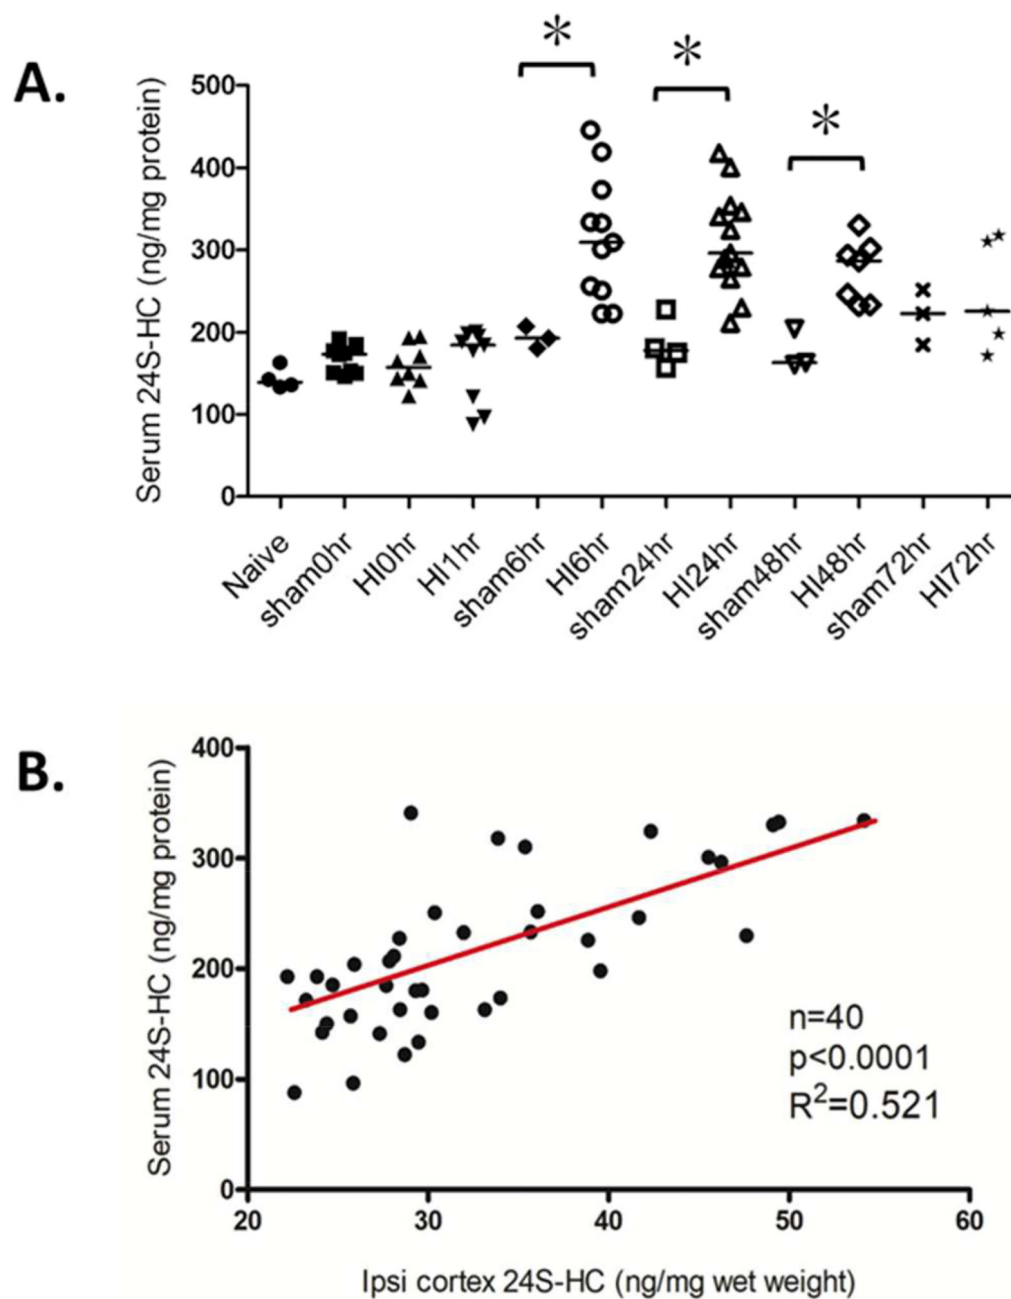 A.
Serum 24S-HC (ng/mg protein)
500
400
300
200
100
0
* * *
Naive
sham0hr
HI0hr
HI1hr
sham6hr
HI6hr
sham24hr
HI24hr
sham48hr
HI48hr
sham72hr
HI72hr
B.
Serum 24S-HC (ng/mg protein)
400
300
200
100
0
n=40
p<0.0001
R²=0.521
20 30 40 50 60
Ipsi cortex 24S-HC (ng/mg wet weight)